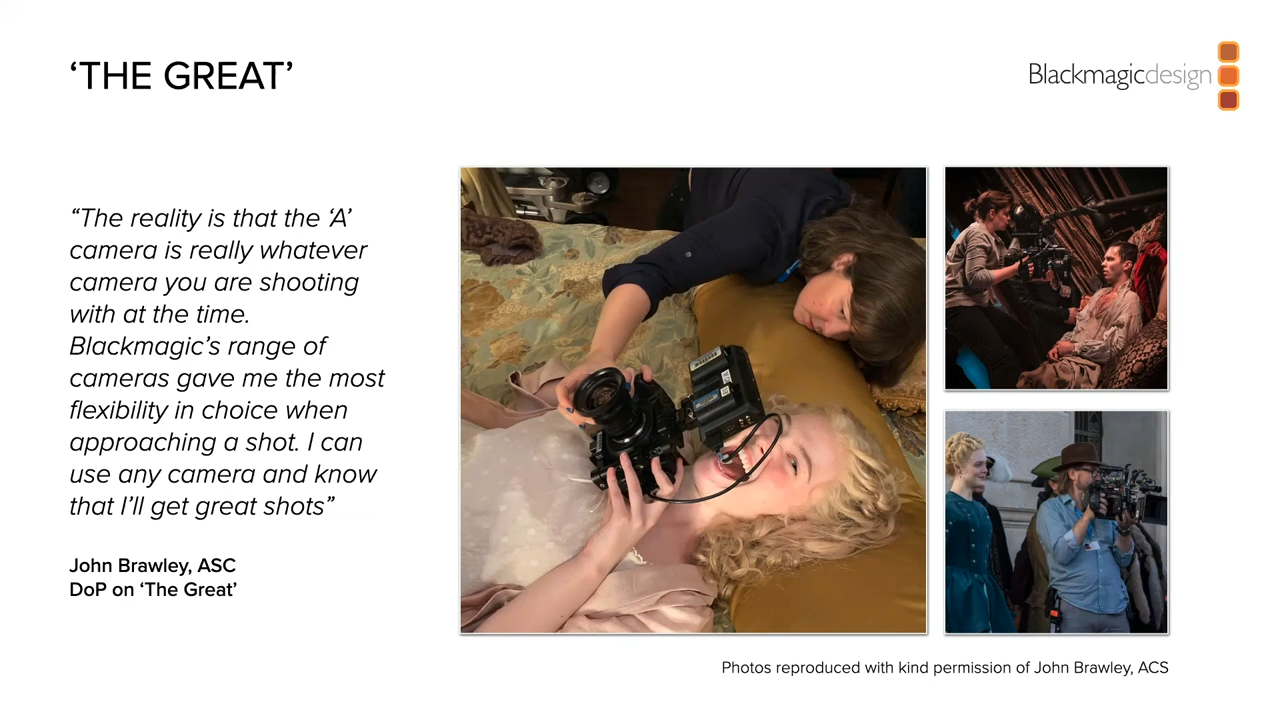 ‘THE GREAT’
Blackmagicdesign
“The reality is that the ‘A’
camera is really whatever
camera you are shooting
with at the time.
Blackmagic’s range of
cameras gave me the most
flexibility in choice when
approaching a shot. I can
use any camera and know
that I’ll get great shots”
John Brawley, ASC
DoP on ‘The Great’
Photos reproduced with kind permission of John Brawley, ACS